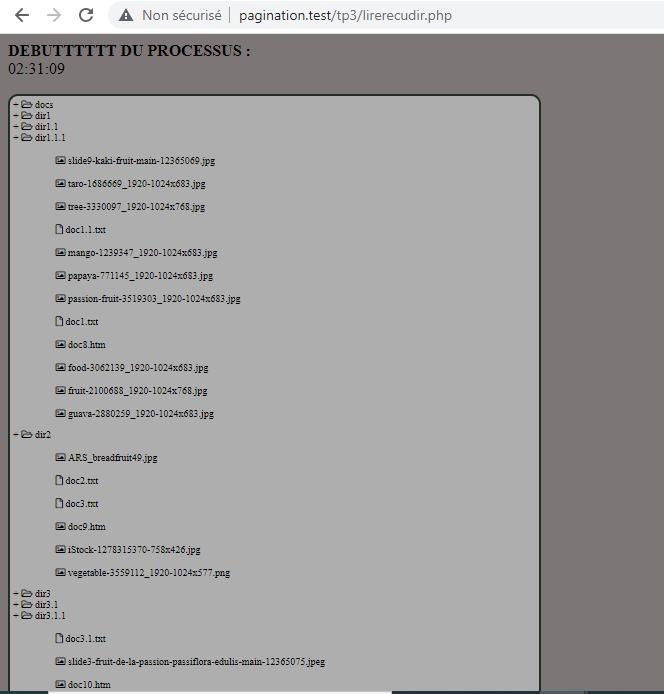 Non sécurisé | pagination.test/tp3/lirerecudir.php
DEBUTTTTTT DU PROCESSUS :
02:31:09
+ docs
+ dir1
+ dir1.1
+ dir1.1.1
slide9-kaki-fruit-main-12365069.jpg
taro-1686669_1920-1024x683.jpg
tree-3330097_1920-1024x768.jpg
doc1.1.txt
mango-1239347_1920-1024x683.jpg
papaya-771145_1920-1024x683.jpg
passion-fruit-3519303_1920-1024x683.jpg
doc1.txt
doc8.htm
food-3062139_1920-1024x683.jpg
fruit-2100688_1920-1024x768.jpg
guava-2880259_1920-1024x683.jpg
+ dir2
ARS_breadfruit49.jpg
doc2.txt
doc3.txt
doc9.htm
iStock-1278315370-758x426.jpg
vegetable-3559112_1920-1024x577.png
+ dir3
+ dir3.1
+ dir3.1.1
doc3.1.txt
slide3-fruit-de-la-passion-passiflora-edulis-main-12365075.jpeg
doc10.htm